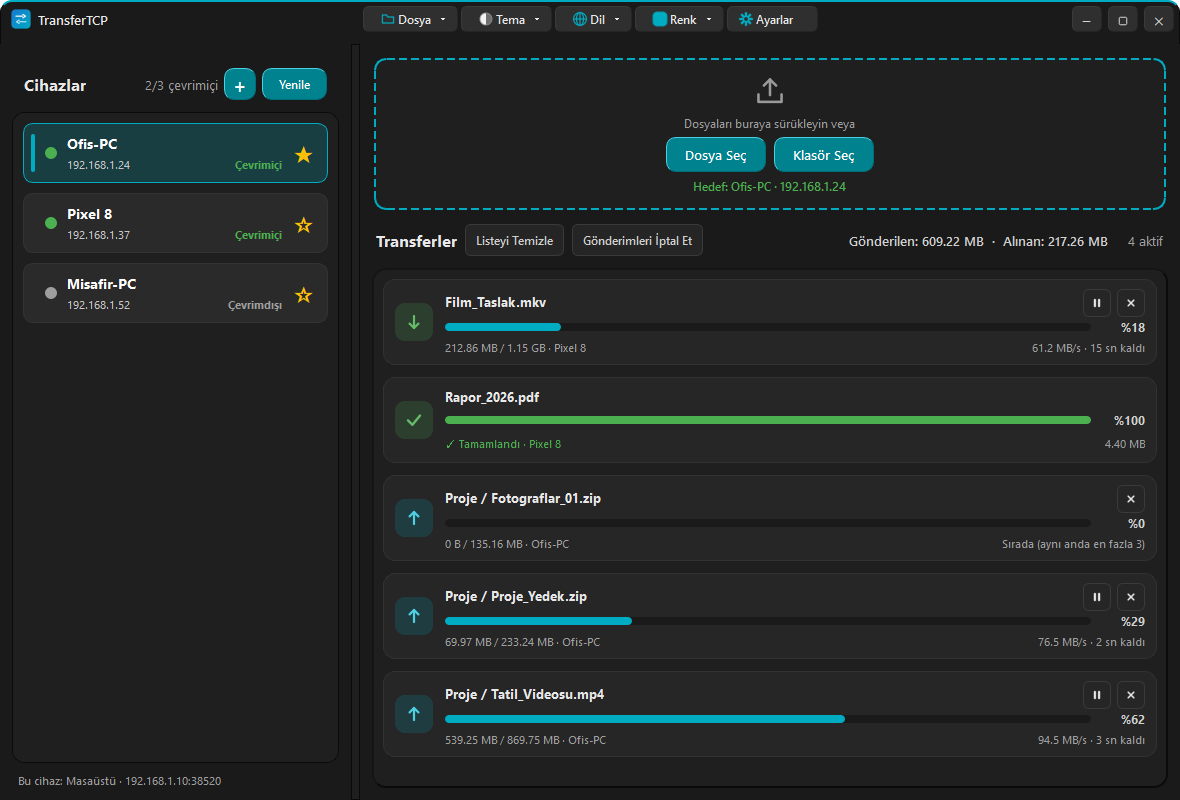 TransferTCP
Dosya
Tema
Dil
Renk
Ayarlar
Cihazlar
2/3 çevrimiçi
+
Yenile
Ofis-PC
192.168.1.24
Çevrimiçi
Pixel 8
192.168.1.37
Çevrimiçi
Misafir-PC
192.168.1.52
Çevrimdışı
Bu cihaz: Masaüstü · 192.168.1.10:38520
Dosyaları buraya sürükleyin veya
Dosya Seç
Klasör Seç
Hedef: Ofis-PC · 192.168.1.24
Transferler
Listeyi Temizle
Gönderimleri İptal Et
Gönderilen: 609.22 MB · Alınan: 217.26 MB
4 aktif
Film_Taslak.mkv
%18
212.86 MB / 1.15 GB · Pixel 8
61.2 MB/s · 15 sn kaldı
Rapor_2026.pdf
%100
✓ Tamamlandı · Pixel 8
4.40 MB
Proje / Fotograflar_01.zip
%0
0 B / 135.16 MB · Ofis-PC
Sırada (aynı anda en fazla 3)
Proje / Proje_Yedek.zip
%29
69.97 MB / 233.24 MB · Ofis-PC
76.5 MB/s · 2 sn kaldı
Proje / Tatil_Videosu.mp4
%62
539.25 MB / 869.75 MB · Ofis-PC
94.5 MB/s · 3 sn kaldı